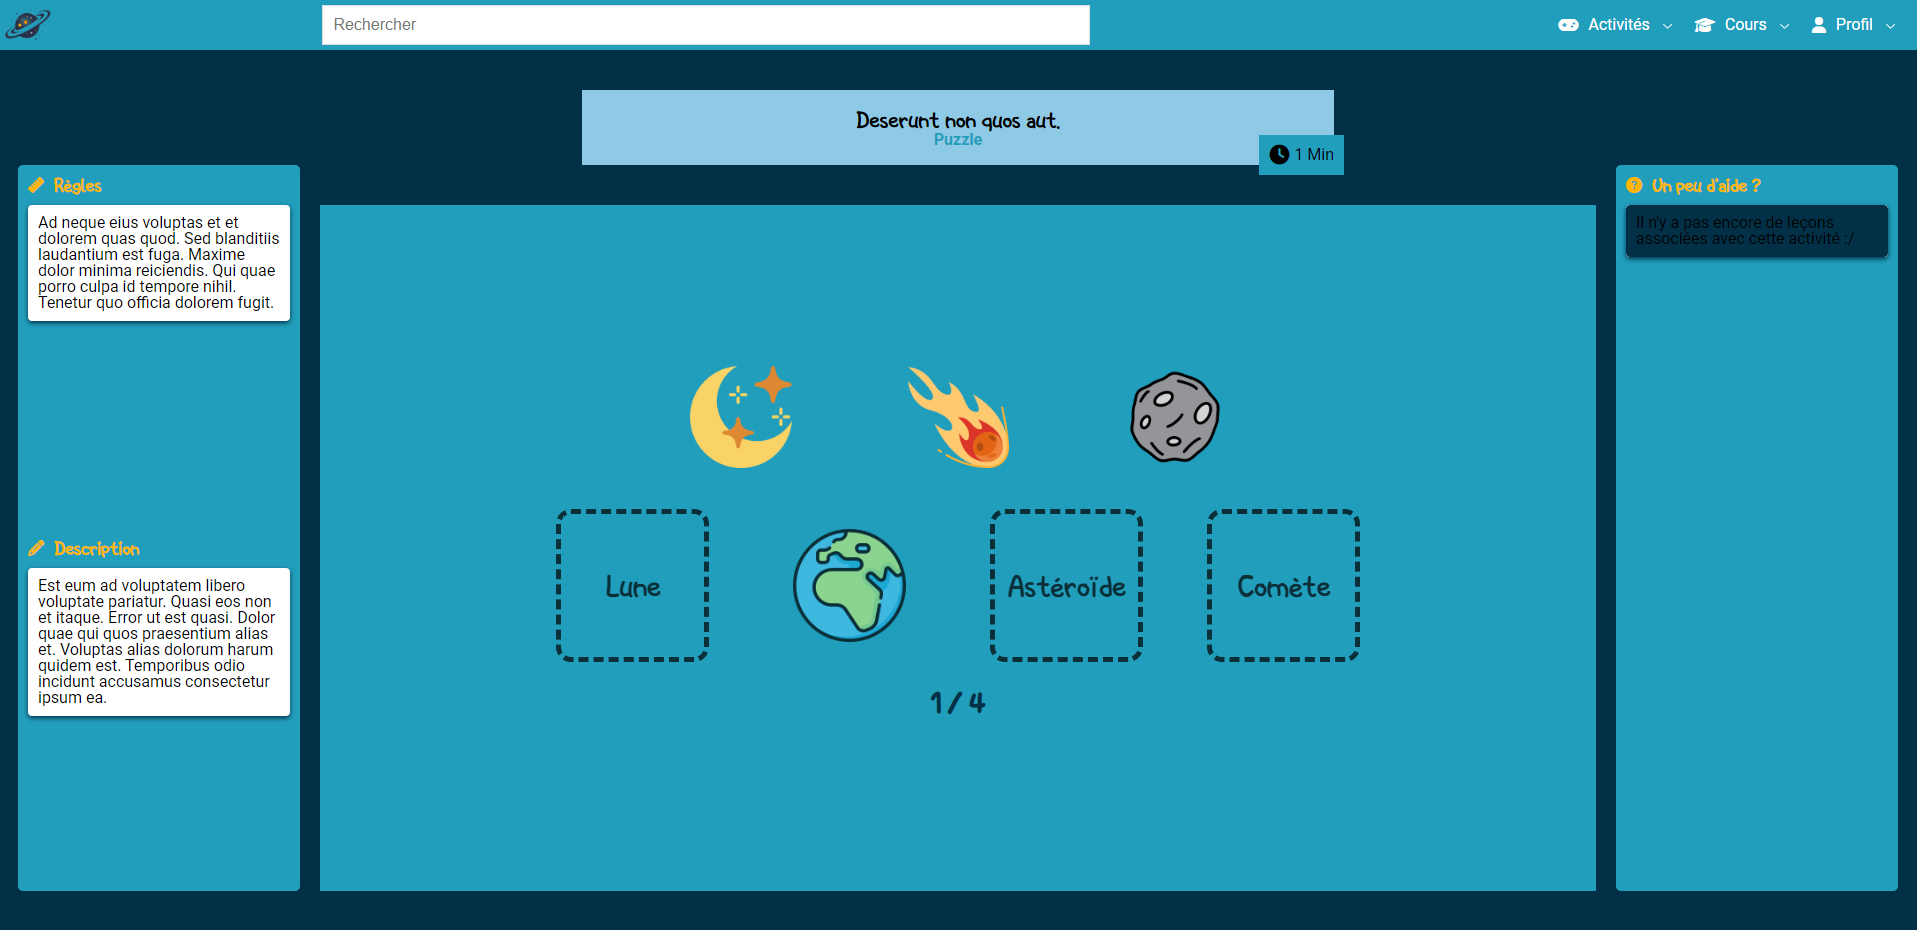 Rechercher
Activités
Cours
Profil
Deserunt non quos aut.
Puzzle
1 Min
Règles
Ad neque eius voluptas et et
dolorem quas quod. Sed blanditiis
laudantium est fuga. Maxime
dolor minima reiciendis. Qui quae
porro culpa id tempore nihil.
Tenetur quo officia dolorem fugit.
Description
Est eum ad voluptatem libero
voluptate pariatur. Quasi eos non
et itaque. Error ut est quasi. Dolor
quae qui quos praesentium alias
et. Voluptas alias dolorum harum
quidem est. Temporibus odio
incidunt accusamus consectetur
ipsum ea.
Lune
Astéroïde
Comète
1 / 4
Un peu d'aide ?
Il n'y a pas encore de leçons
associées avec cette activité :/